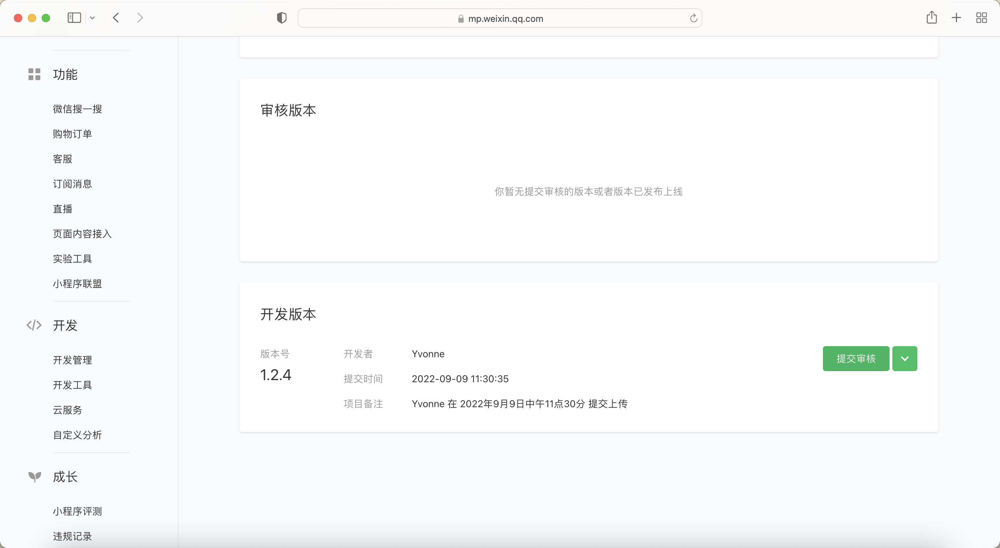 mp.weixin.qq.com
功能
微信搜一搜
购物订单
客服
订阅消息
直播
页面内容接入
实验工具
小程序联盟
开发
开发管理
开发工具
云服务
自定义分析
成长
小程序评测
违规记录
审核版本
你暂无提交审核的版本或者版本已发布上线
开发版本
版本号
1.2.4
开发者 Yvonne
提交时间 2022-09-09 11:30:35
项目备注 Yvonne 在 2022年9月9日中午11点30分 提交上传
提交审核